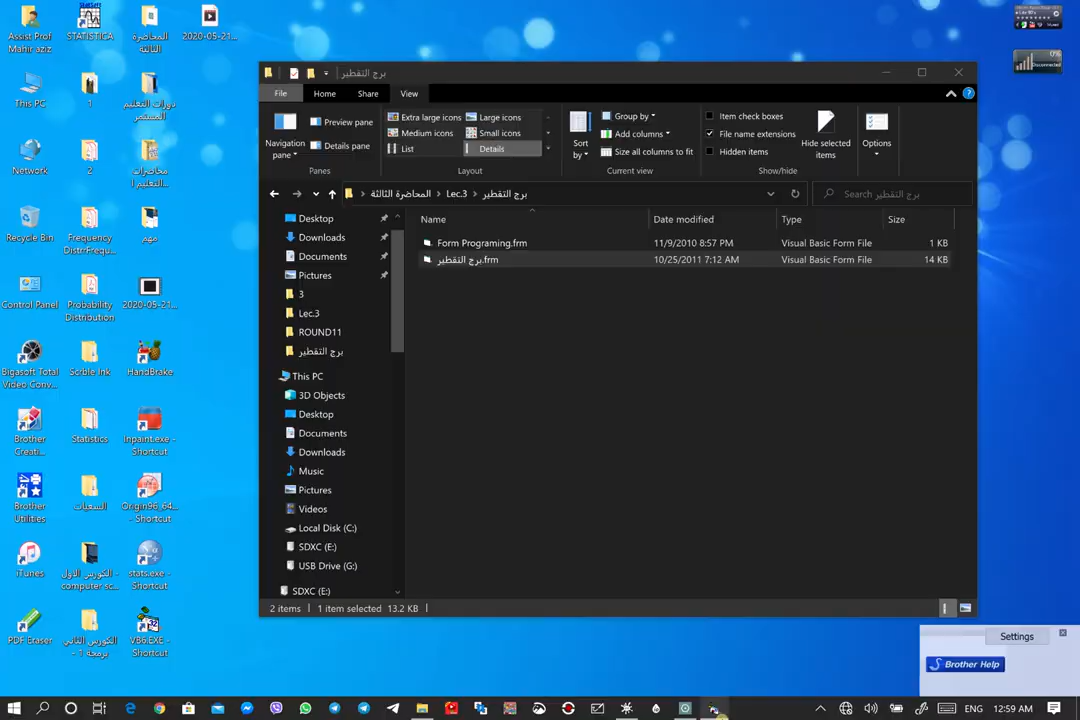 Assist Prof
Mahir aziz
STATISTICA
المحاضرة
الثالثة
2020-05-21...
This PC
1
دورات التعليم
المستمر
Network
2
محاضرات
التعليم ا...
Recycle Bin
Frequency
DistrrFrequ...
مهم
Control Panel
Probability
Distribution
2020-05-21...
Bigasoft Total
Video Conv...
Scrble Ink
HandBrake
Brother
Creati...
Statistics
Inpaint.exe -
Shortcut
Brother
Utilities
السعيات
Origin96_64...
- Shortcut
iTunes
الكورس الاول -
computer sc...
stats.exe -
Shortcut
PDF Eraser
الكورس الثاني
برمجة 1 -
VB6.EXE -
Shortcut
برج التقطير
File
Home
Share
View
Navigation
pane
Preview pane
Details pane
Panes
Extra large icons
Large icons
Medium icons
Small icons
List
Details
Layout
Sort
by
Group by
Add columns
Size all columns to fit
Current view
Item check boxes
File name extensions
Hidden items
Hide selected
items
Show/hide
Options
المحاضرة الثالثة
Lec.3
برج التقطير
Search برج التقطير
Name
Date modified
Type
Size
Form Programing.frm
11/9/2010 8:57 PM
Visual Basic Form File
1 KB
برج التقطير.frm
10/25/2011 7:12 AM
Visual Basic Form File
14 KB
Desktop
Downloads
Documents
Pictures
3
Lec.3
ROUND11
برج التقطير
This PC
3D Objects
Desktop
Documents
Downloads
Music
Pictures
Videos
Local Disk (C:)
SDXC (E:)
USB Drive (G:)
SDXC (E:)
2 items
1 item selected 13.2 KB
0%
Disconnected
Settings
Brother Help
ENG
12:59 AM